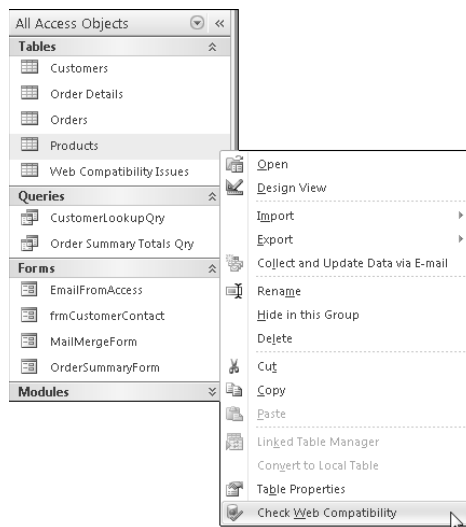 All Access Objects
Tables
Customers
Order Details
Orders
Products
Web Compatibility Issues
Queries
CustomerLookupQry
Order Summary Totals Qry
Forms
EmailFromAccess
frmCustomerContact
MailMergeForm
OrderSummaryForm
Modules
Open
Design View
Import
Export
Collect and Update Data via E-mail
Rename
Hide in this Group
Delete
Cut
Copy
Paste
Linked Table Manager
Convert to Local Table
Table Properties
Check Web Compatibility